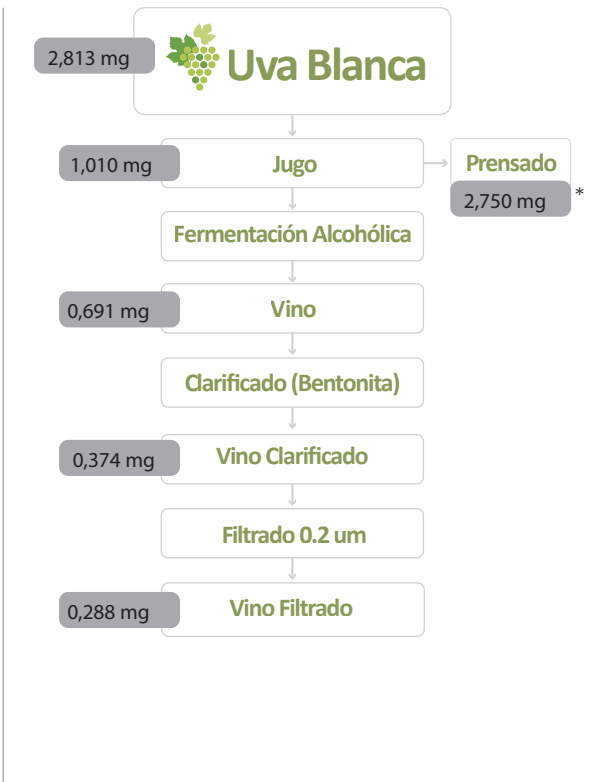 2,813 mg
Uva Blanca
1,010 mg
Jugo
Prensado
2,750 mg *
Fermentación Alcohólica
0,691 mg
Vino
Clarificado (Bentonita)
0,374 mg
Vino Clarificado
Filtrado 0.2 um
0,288 mg
Vino Filtrado